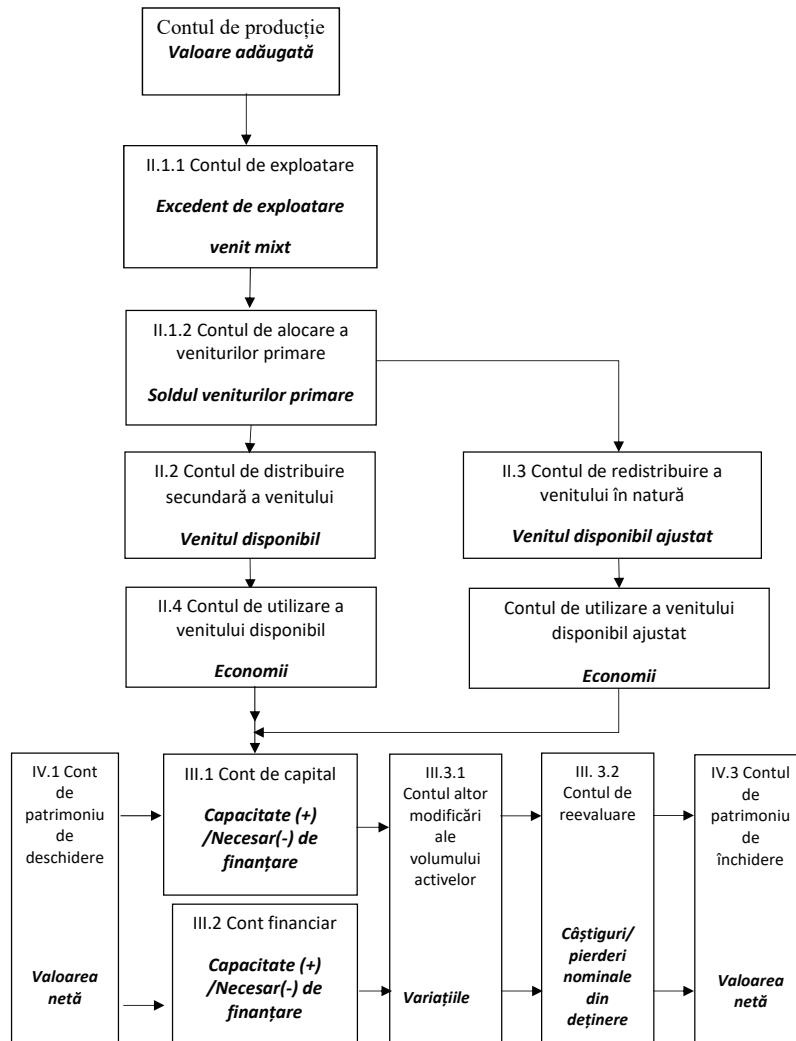 Contul de producție
Valoare adăugată
II.1.1 Contul de exploatare
Excedent de exploatare
venit mixt
II.1.2 Contul de alocare a
veniturilor primare
Soldul veniturilor primare
II.2 Contul de distribuire
secundară a venitului
Venitul disponibil
II.3 Contul de redistribuire a
venitului în natură
Venitul disponibil ajustat
II.4 Contul de utilizare a
venitului disponibil
Economii
Contul de utilizare a venitului
disponibil ajustat
Economii
IV.1 Cont
de
patrimoniu
de
deschidere
Valoarea
netă
III.1 Cont de capital
Capacitate (+)
/Necesar(-) de
finanțare
III.2 Cont financiar
Capacitate (+)
/Necesar(-) de
finanțare
III.3.1
Contul altor
modificări
ale
volumului
activelor
Variațiile
III. 3.2
Contul de
reevaluare
Câștiguri/
pierderi
nominale
din
deținere
IV.3 Contul
de
patrimoniu
de
închidere
Valoarea
netă